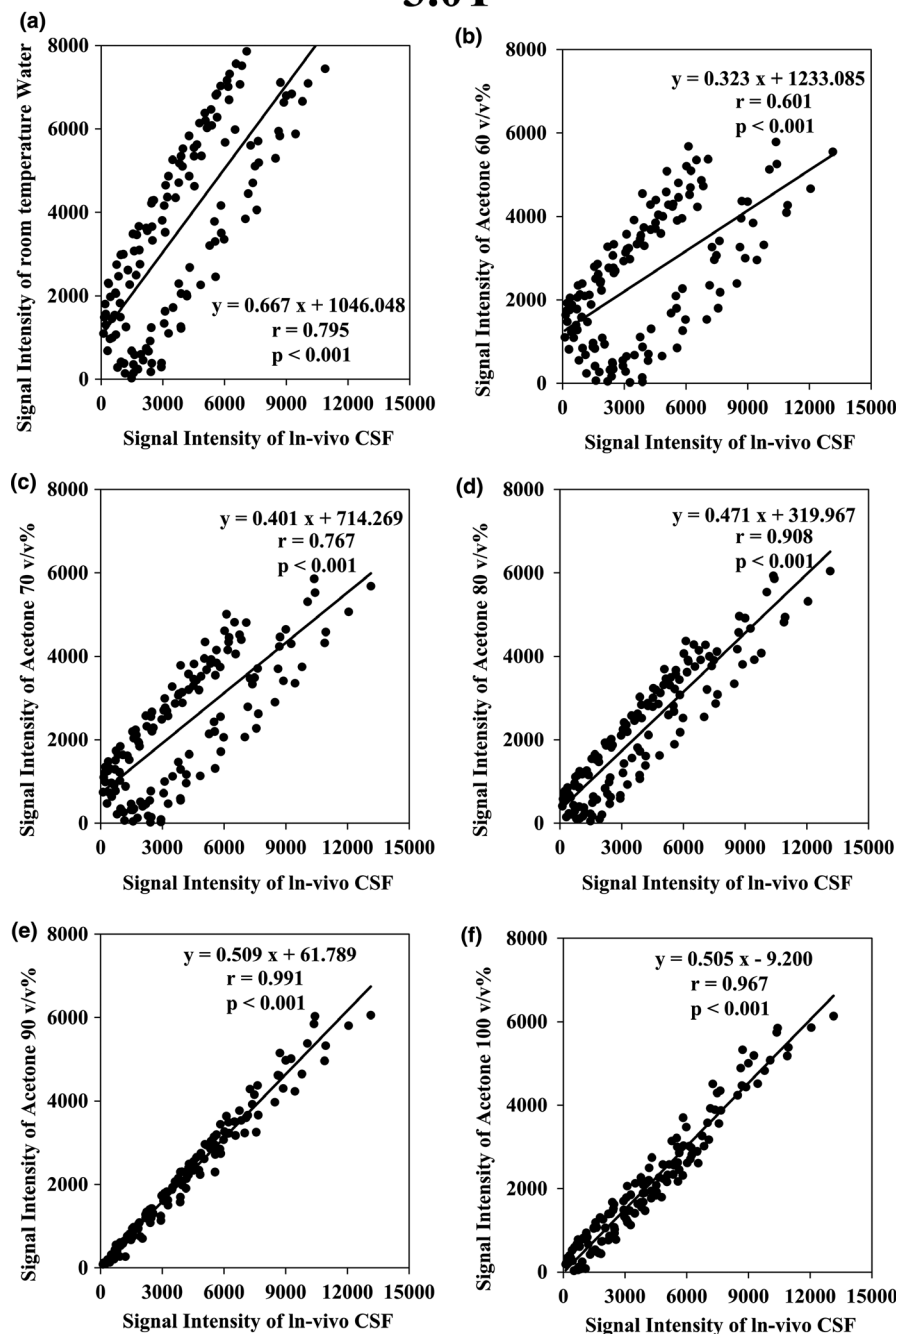 (a)
Signal Intensity of room temperature Water
8000
6000
4000
2000
0
y = 0.667 x + 1046.048
r = 0.795
p < 0.001
0 3000 6000 9000 12000 15000
Signal Intensity of ln-vivo CSF
(b)
Signal Intensity of Acetone 60 v/v%
8000
6000
4000
2000
0
y = 0.323 x + 1233.085
r = 0.601
p < 0.001
0 3000 6000 9000 12000 15000
Signal Intensity of ln-vivo CSF
(c)
Signal Intensity of Acetone 70 v/v%
8000
6000
4000
2000
0
y = 0.401 x + 714.269
r = 0.767
p < 0.001
0 3000 6000 9000 12000 15000
Signal Intensity of ln-vivo CSF
(d)
Signal Intensity of Acetone 80 v/v%
8000
6000
4000
2000
0
y = 0.471 x + 319.967
r = 0.908
p < 0.001
0 3000 6000 9000 12000 15000
Signal Intensity of ln-vivo CSF
(e)
Signal Intensity of Acetone 90 v/v%
8000
6000
4000
2000
0
y = 0.509 x + 61.789
r = 0.991
p < 0.001
0 3000 6000 9000 12000 15000
Signal Intensity of ln-vivo CSF
(f)
Signal Intensity of Acetone 100 v/v%
8000
6000
4000
2000
0
y = 0.505 x - 9.200
r = 0.967
p < 0.001
0 3000 6000 9000 12000 15000
Signal Intensity of ln-vivo CSF